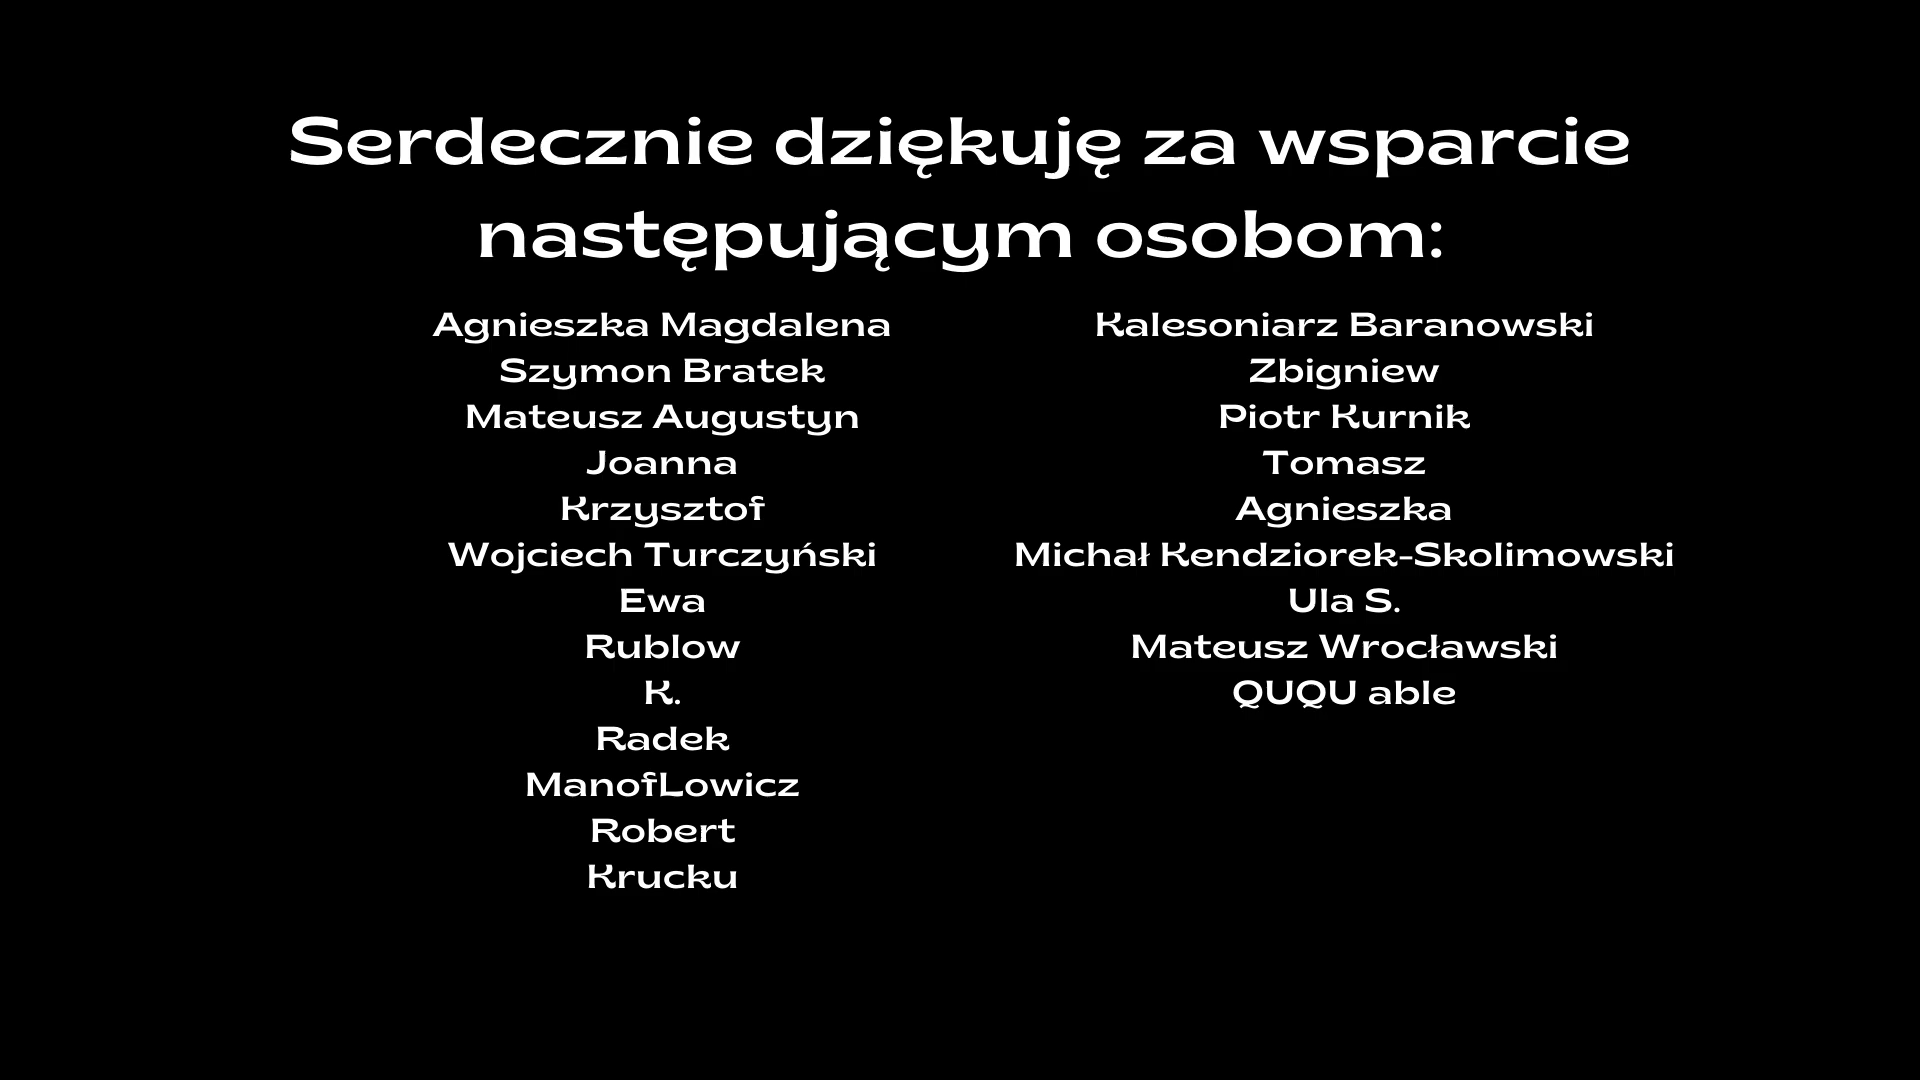 Serdecznie dziękuję za wsparcie
następującym osobom:
Agnieszka Magdalena
Szymon Bratek
Mateusz Augustyn
Joanna
Krzysztof
Wojciech Turczyński
Ewa
Rublow
K.
Radek
ManofLowicz
Robert
Krucku
Kalesoniarz Baranowski
Zbigniew
Piotr Kurnik
Tomasz
Agnieszka
Michał Kendziorek-Skolimowski
Ula S.
Mateusz Wrocławski
QUQU able